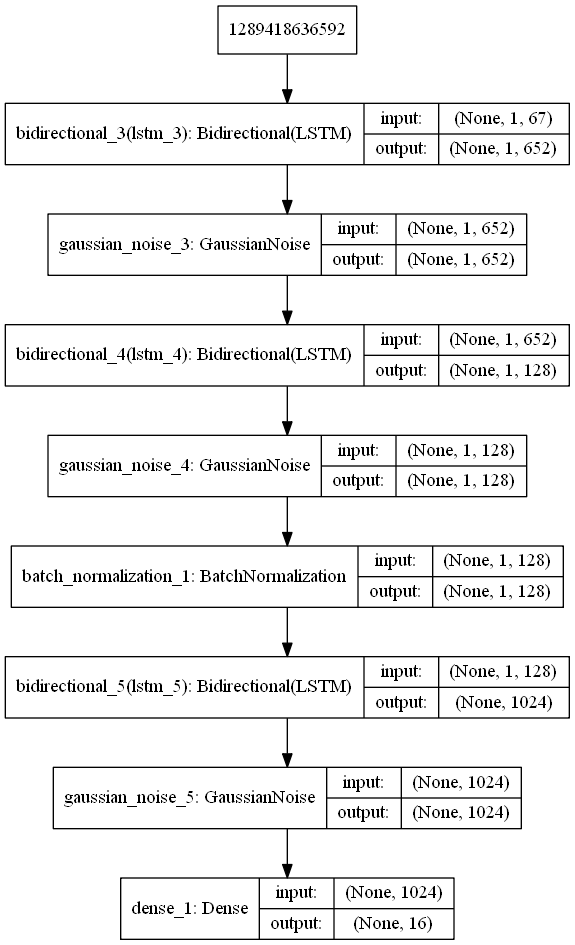 1289418636592
bidirectional_3(lstm_3): Bidirectional(LSTM)
input: (None, 1, 67)
output: (None, 1, 652)
gaussian_noise_3: GaussianNoise
input: (None, 1, 652)
output: (None, 1, 652)
bidirectional_4(lstm_4): Bidirectional(LSTM)
input: (None, 1, 652)
output: (None, 1, 128)
gaussian_noise_4: GaussianNoise
input: (None, 1, 128)
output: (None, 1, 128)
batch_normalization_1: BatchNormalization
input: (None, 1, 128)
output: (None, 1, 128)
bidirectional_5(lstm_5): Bidirectional(LSTM)
input: (None, 1, 128)
output: (None, 1024)
gaussian_noise_5: GaussianNoise
input: (None, 1024)
output: (None, 1024)
dense_1: Dense
input: (None, 1024)
output: (None, 16)